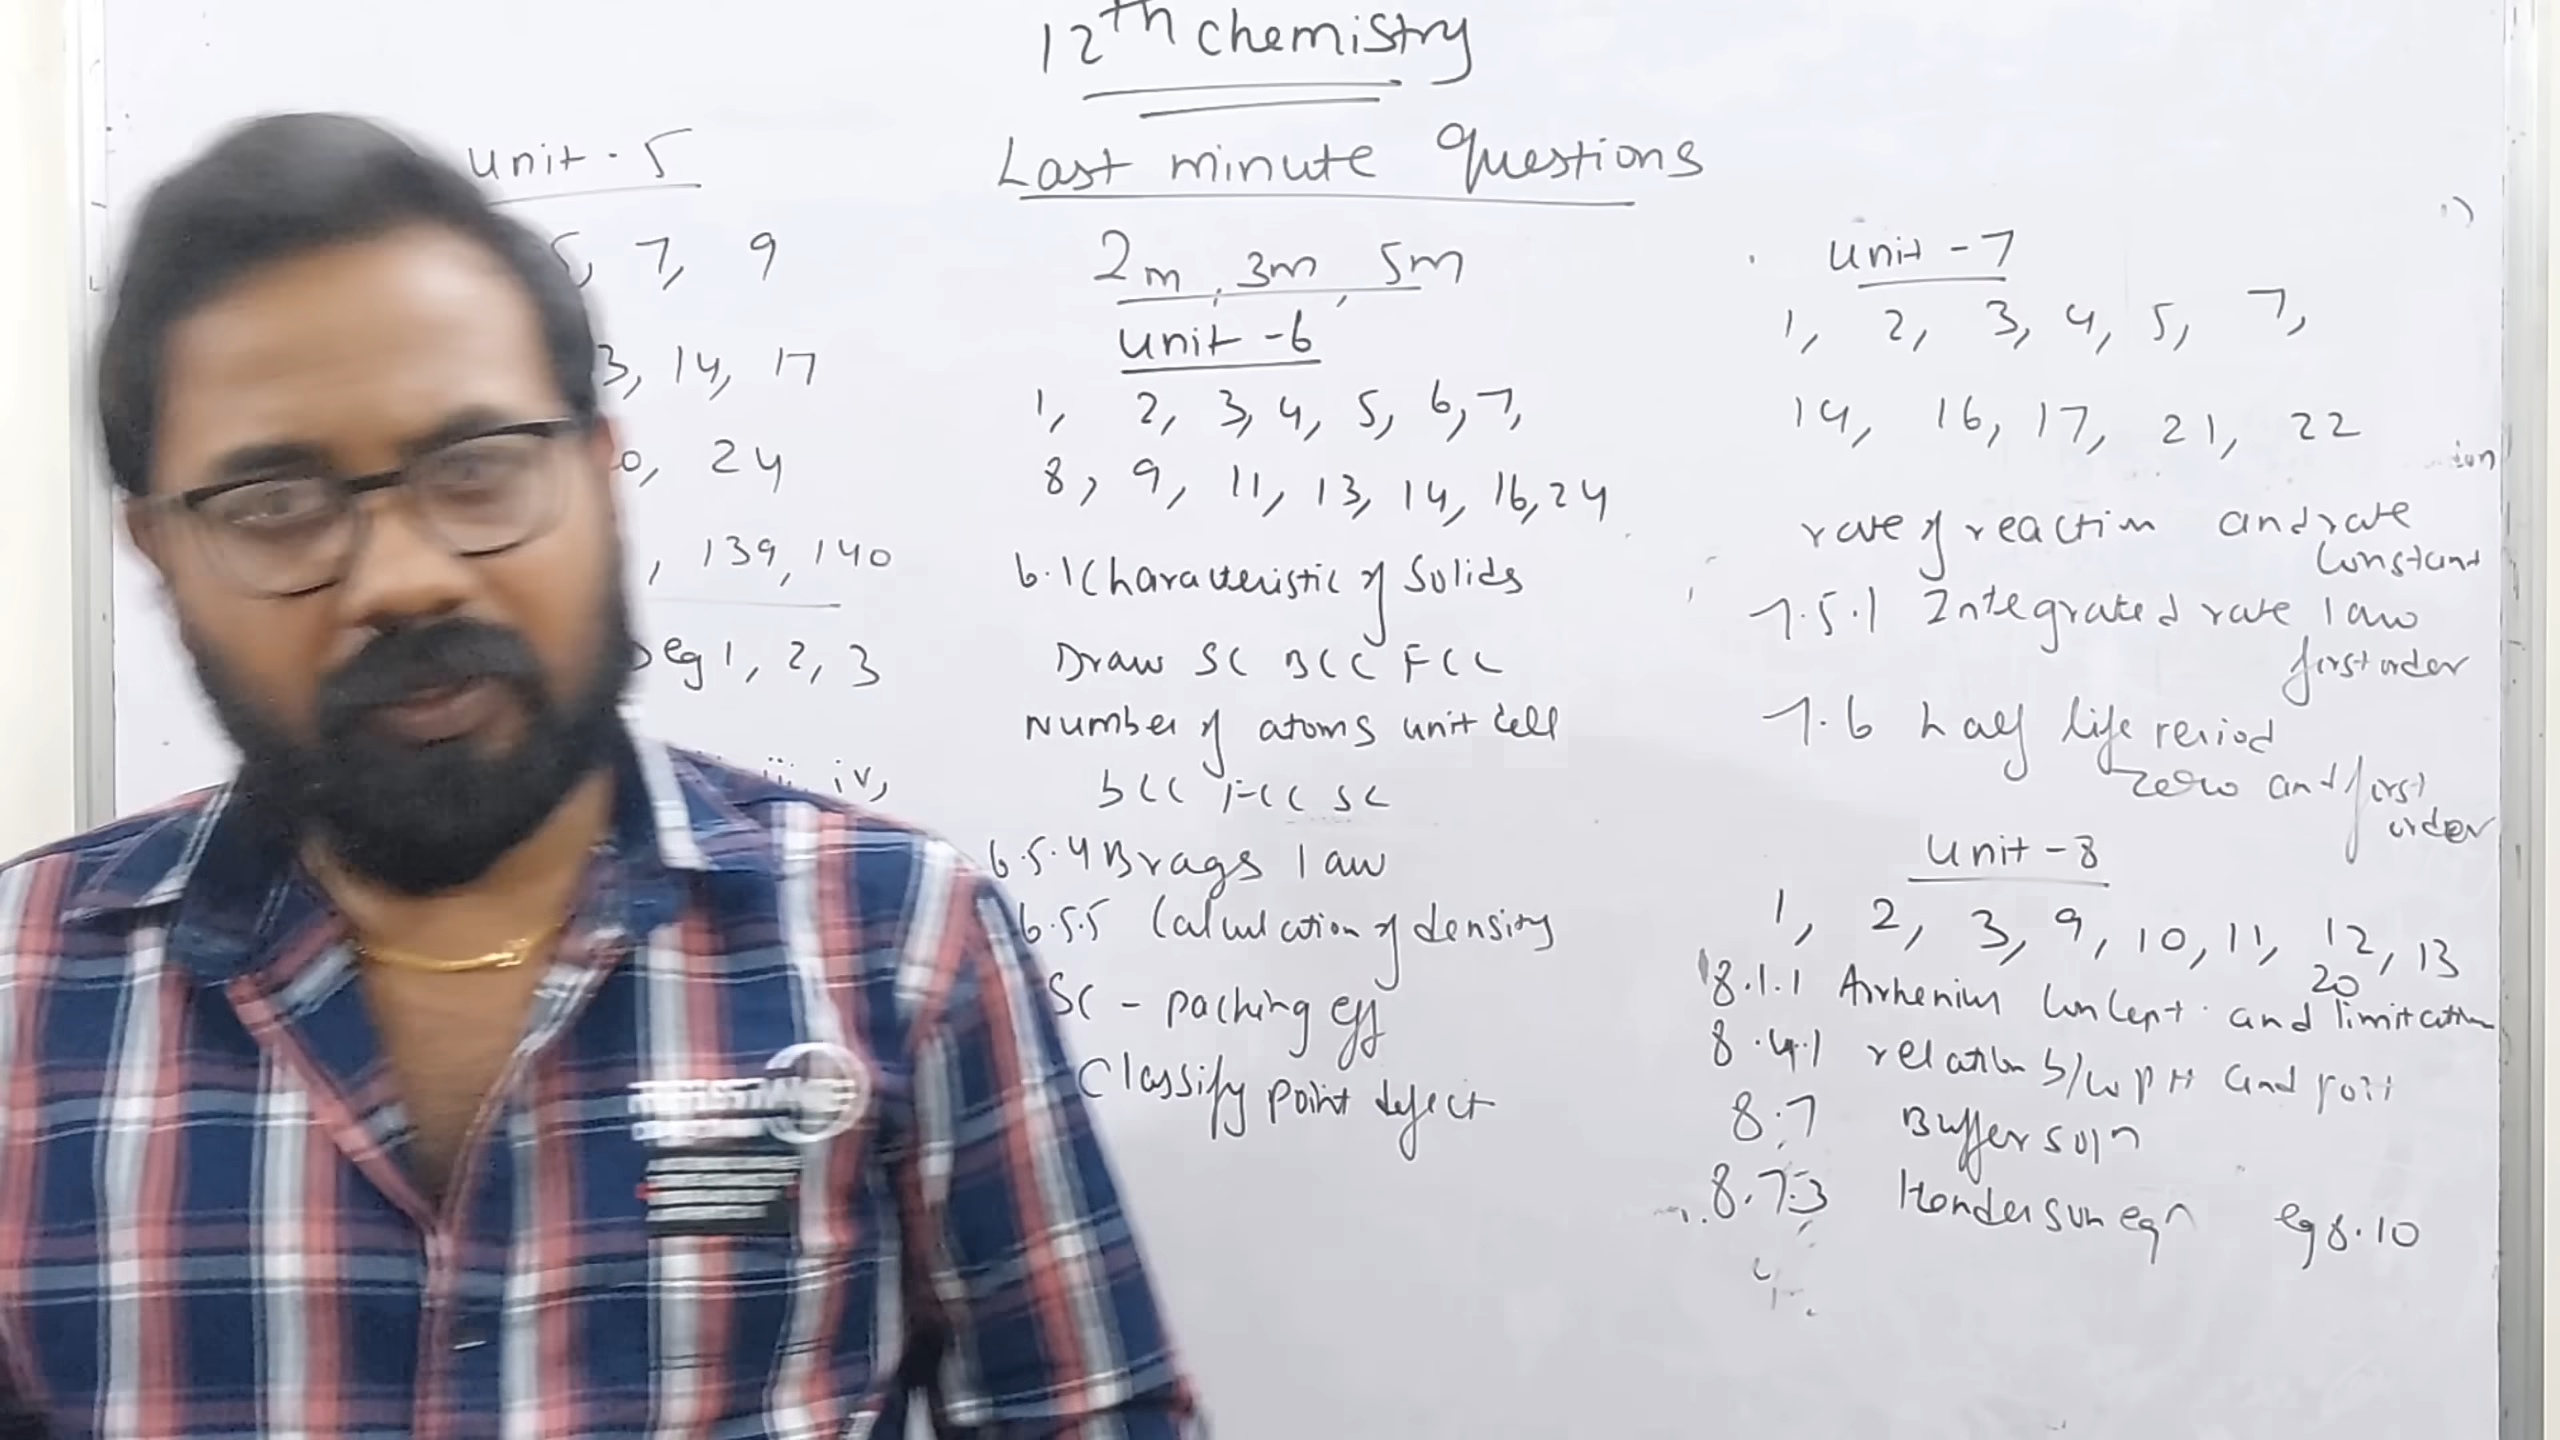 12th chemistry
Last minute Questions
2m, 3m, 5m
unit - 5
5, 7, 9
3, 14, 17
0, 24
, 139, 140
eg 1, 2, 3
iv,
unit - 6
1, 2, 3, 4, 5, 6, 7,
8, 9, 11, 13, 14, 16, 24
6.1 Characteristic of Solids
Draw SC BCC FCC
Number of atoms unit cell
bcc Fcc sc
6.5.4 Brags law
6.5.5 Calculation of density
SC - packing eff
Classify point defect
Unit - 7
1, 2, 3, 4, 5, 7,
14, 16, 17, 21, 22
rate of reaction and rate
constant
7.5.1 Integrated rate law
first order
7.6 half life period
zero and first
order
Unit - 8
1, 2, 3, 9, 10, 11, 12, 13
20
8.1.1 Arrhenius Concept and limitation
8.4.1 relation b/w pH and pOH
8.7 Buffer soln
8.7.3 Henderson eqn eg 8.10